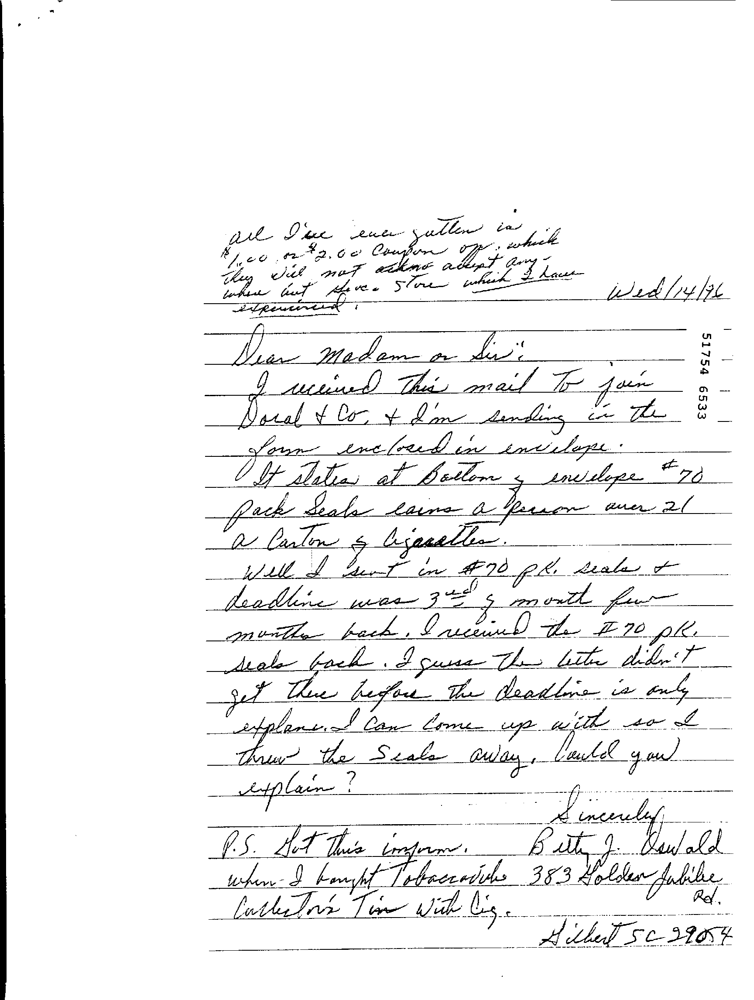 all I've ever gotten is
$1.00 or $2.00 Coupon off, which
they will not accept any-
where but Store which I have
experienced.
Wed/14/96
Dear Madam or Sir":
I received this mail to join
Doral & Co. & I'm sending in the
form enclosed in envelope.
It states at Bottom of envelope #70
pack Seals earns a person over 21
a Carton of Cigarettes.
Well I sent in #70 pk. seals &
deadline was 3rd of month few
months back. I received the #70 pk.
seals back. I guess the letter didn't
get there before the deadline is only
explane. I can come up with so I
threw the Seals away. Could you
explain?
Sincerely,
Betty J. Oswald
383 Golden Jubilee
Rd.
Gilbert SC 29054
P.S. Got this inform.
when I bought Tobaccoville
Collector's Tin With Cig.
51754 6533